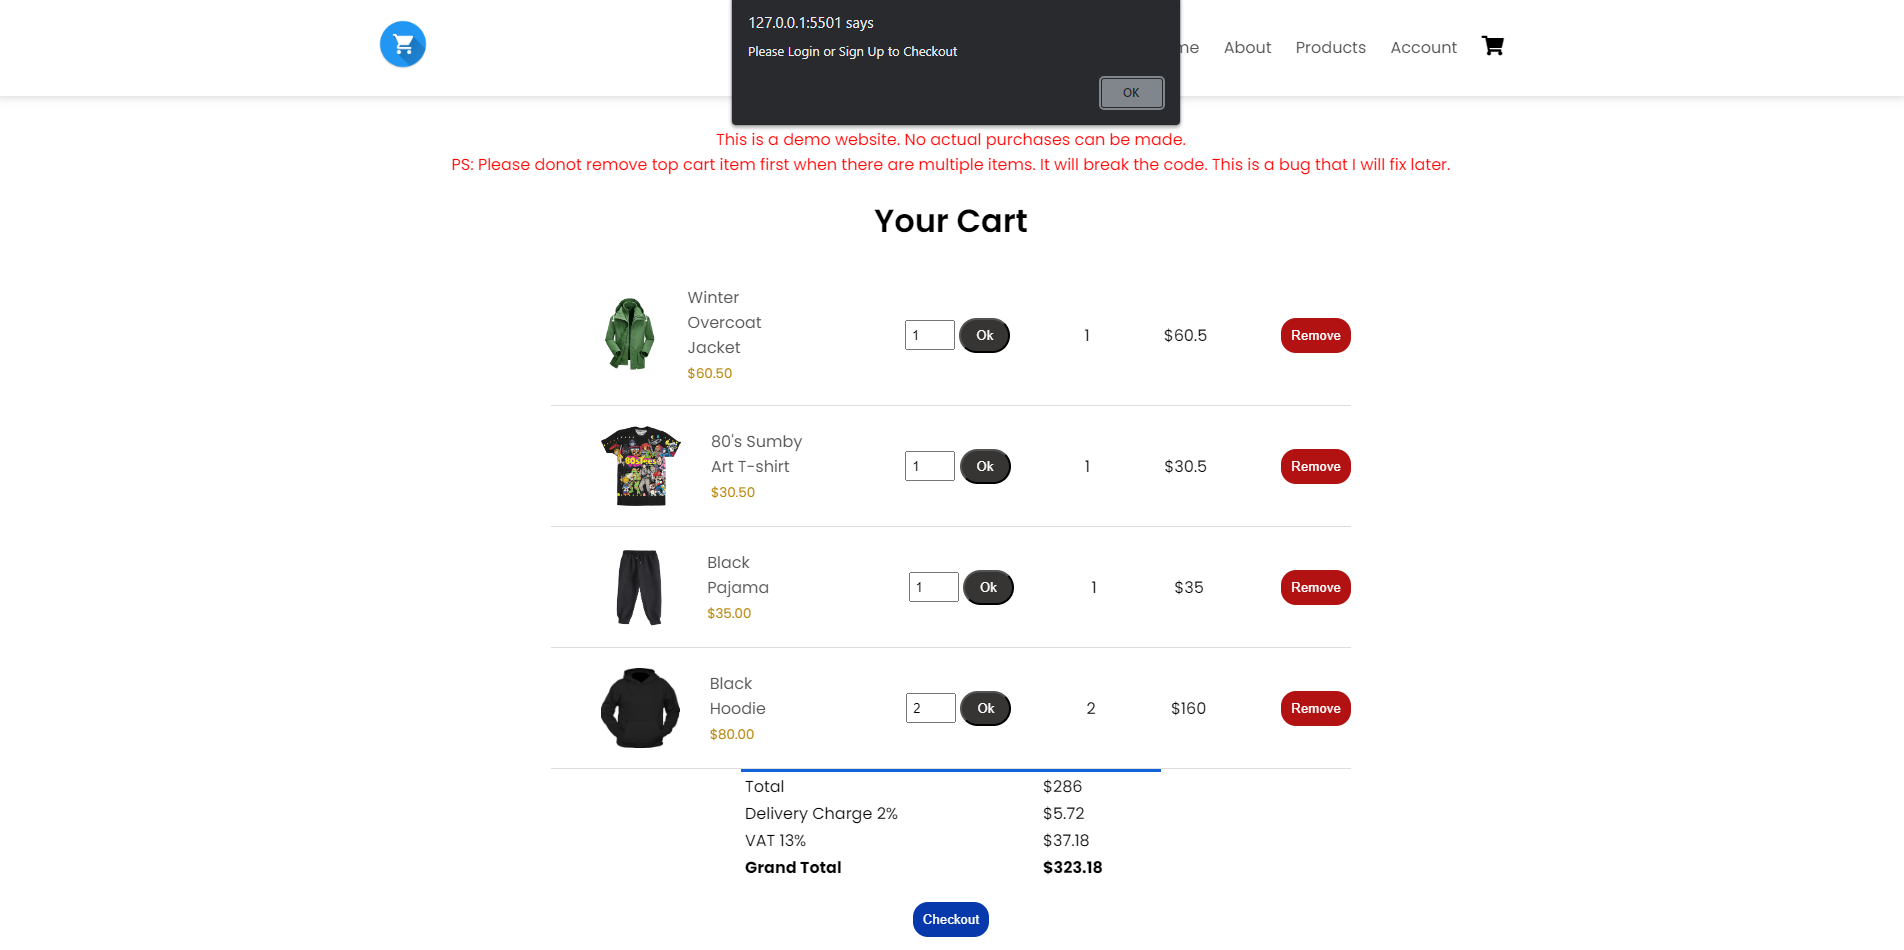 127.0.0.1:5501 says
Please Login or Sign Up to Checkout
OK
About Products Account
This is a demo website. No actual purchases can be made.
PS: Please donot remove top cart item first when there are multiple items. It will break the code. This is a bug that I will fix later.
Your Cart
Winter
Overcoat
Jacket
$60.50
1 Ok 1 $60.5 Remove
80's Sumby
Art T-shirt
$30.50
1 Ok 1 $30.5 Remove
Black
Pajama
$35.00
1 Ok 1 $35 Remove
Black
Hoodie
$80.00
2 Ok 2 $160 Remove
Total $286
Delivery Charge 2% $5.72
VAT 13% $37.18
Grand Total $323.18
Checkout